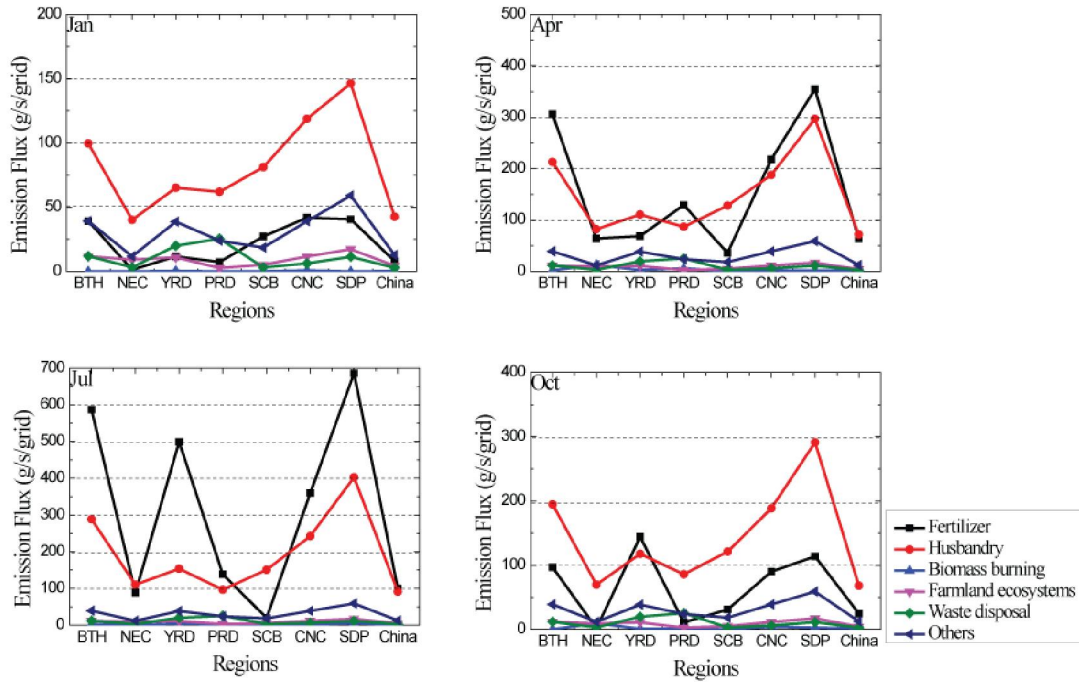 Jan
Emission Flux (g/s/grid)
200
150
100
50
0
BTH NEC YRD PRD SCB CNC SDP China
Regions
Apr
Emission Flux (g/s/grid)
500
400
300
200
100
0
BTH NEC YRD PRD SCB CNC SDP China
Regions
Jul
Emission Flux (g/s/grid)
700
600
500
400
300
200
100
0
BTH NEC YRD PRD SCB CNC SDP China
Regions
Oct
Emission Flux (g/s/grid)
400
300
200
100
0
BTH NEC YRD PRD SCB CNC SDP China
Regions
Fertilizer
Husbandry
Biomass burning
Farmland ecosystems
Waste disposal
Others